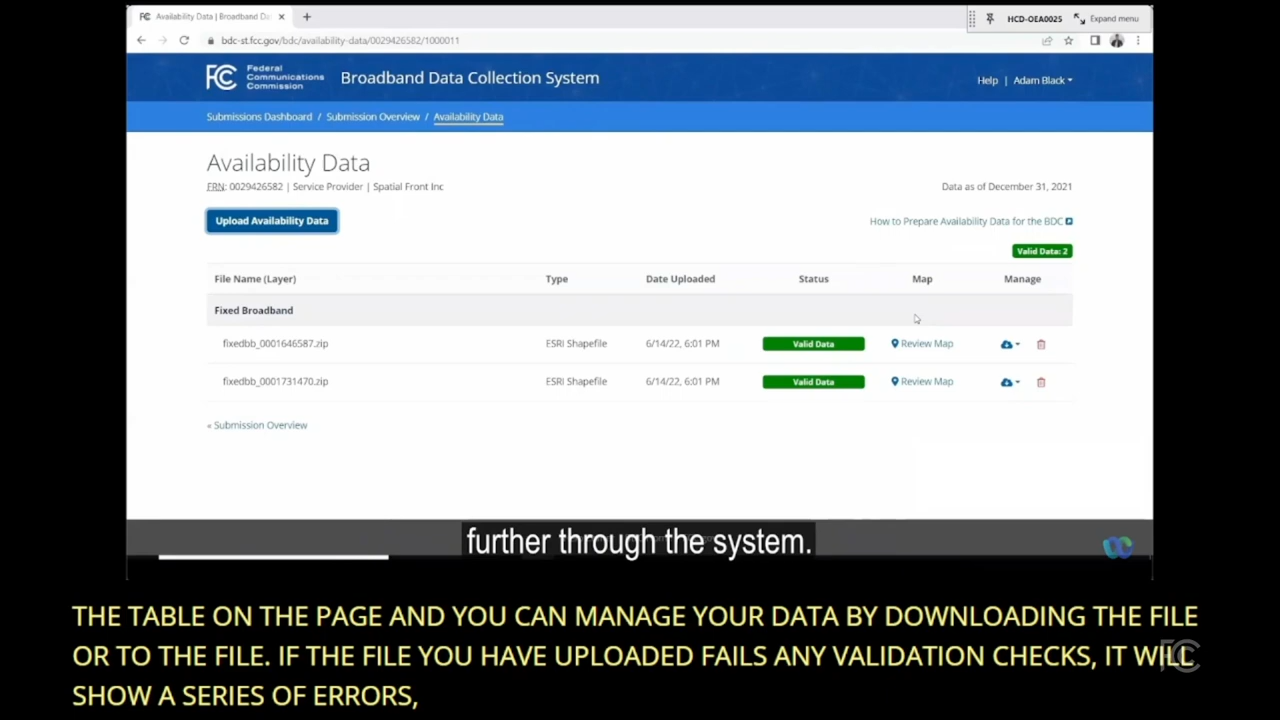 Availability Data | Broadband Da
HCD-OEA0025
Expand menu
bdc-st.fcc.gov/bdc/availability-data/0029426582/1000011
FCC Federal Communications Commission
Broadband Data Collection System
Help | Adam Black
Submissions Dashboard / Submission Overview / Availability Data
Availability Data
FRN: 0029426582 | Service Provider | Spatial Front Inc
Data as of December 31, 2021
Upload Availability Data
How to Prepare Availability Data for the BDC
Valid Data: 2
File Name (Layer) Type Date Uploaded Status Map Manage
Fixed Broadband
fixedbb_0001646587.zip ESRI Shapefile 6/14/22, 6:01 PM Valid Data Review Map
fixedbb_0001731470.zip ESRI Shapefile 6/14/22, 6:01 PM Valid Data Review Map
« Submission Overview
further through the system.
THE TABLE ON THE PAGE AND YOU CAN MANAGE YOUR DATA BY DOWNLOADING THE FILE
OR TO THE FILE. IF THE FILE YOU HAVE UPLOADED FAILS ANY VALIDATION CHECKS, IT WILL
SHOW A SERIES OF ERRORS,
FCC